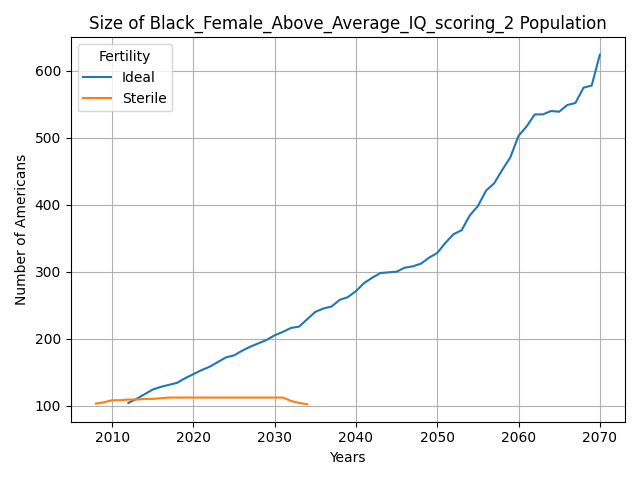 Size of Black_Female_Above_Average_IQ_scoring_2 Population
Fertility
Ideal
Sterile
600
500
400
300
200
100
Number of Americans
2010 2020 2030 2040 2050 2060 2070
Years